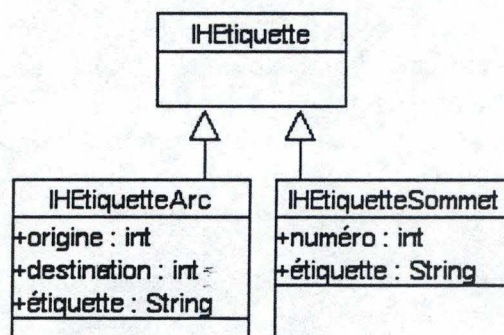 IHEtiquette
IHEtiquetteArc
+origine : int
+destination : int
+étiquette : String
IHEtiquetteSommet
+numéro : int
+étiquette : String